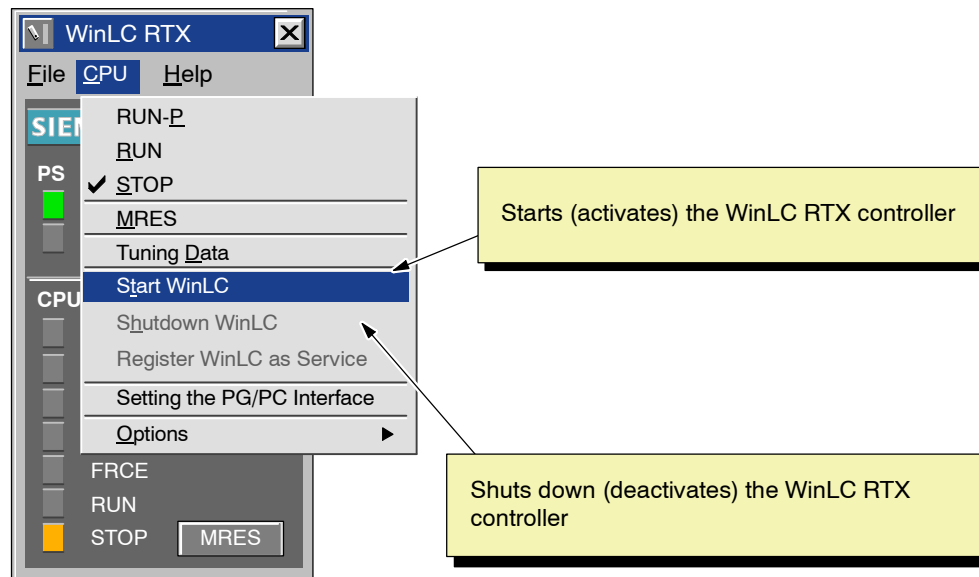 WinLC RTX
File CPU Help
RUN-P
SIE
RUN
PS
STOP
MRES
Tuning Data
Start WinLC
CPU
Shutdown WinLC
Register WinLC as Service
Setting the PG/PC Interface
Options
FRCE
RUN
STOP MRES
Starts (activates) the WinLC RTX controller
Shuts down (deactivates) the WinLC RTX
controller